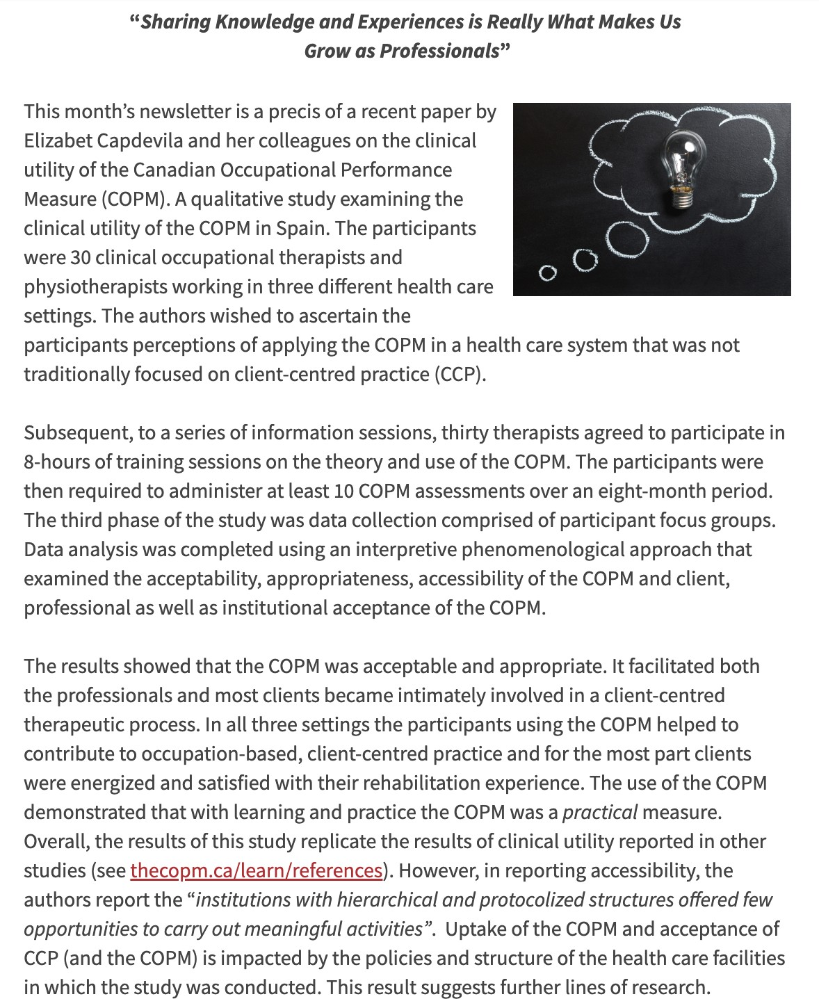 “Sharing Knowledge and Experiences is Really What Makes Us
Grow as Professionals”
This month’s newsletter is a precis of a recent paper by
Elizabet Capdevila and her colleagues on the clinical
utility of the Canadian Occupational Performance
Measure (COPM). A qualitative study examining the
clinical utility of the COPM in Spain. The participants
were 30 clinical occupational therapists and
physiotherapists working in three different health care
settings. The authors wished to ascertain the
participants perceptions of applying the COPM in a health care system that was not
traditionally focused on client-centred practice (CCP).
Subsequent, to a series of information sessions, thirty therapists agreed to participate in
8-hours of training sessions on the theory and use of the COPM. The participants were
then required to administer at least 10 COPM assessments over an eight-month period.
The third phase of the study was data collection comprised of participant focus groups.
Data analysis was completed using an interpretive phenomenological approach that
examined the acceptability, appropriateness, accessibility of the COPM and client,
professional as well as institutional acceptance of the COPM.
The results showed that the COPM was acceptable and appropriate. It facilitated both
the professionals and most clients became intimately involved in a client-centred
therapeutic process. In all three settings the participants using the COPM helped to
contribute to occupation-based, client-centred practice and for the most part clients
were energized and satisfied with their rehabilitation experience. The use of the COPM
demonstrated that with learning and practice the COPM was a practical measure.
Overall, the results of this study replicate the results of clinical utility reported in other
studies (see thecopm.ca/learn/references). However, in reporting accessibility, the
authors report the “institutions with hierarchical and protocolized structures offered few
opportunities to carry out meaningful activities”.  Uptake of the COPM and acceptance of
CCP (and the COPM) is impacted by the policies and structure of the health care facilities
in which the study was conducted. This result suggests further lines of research.